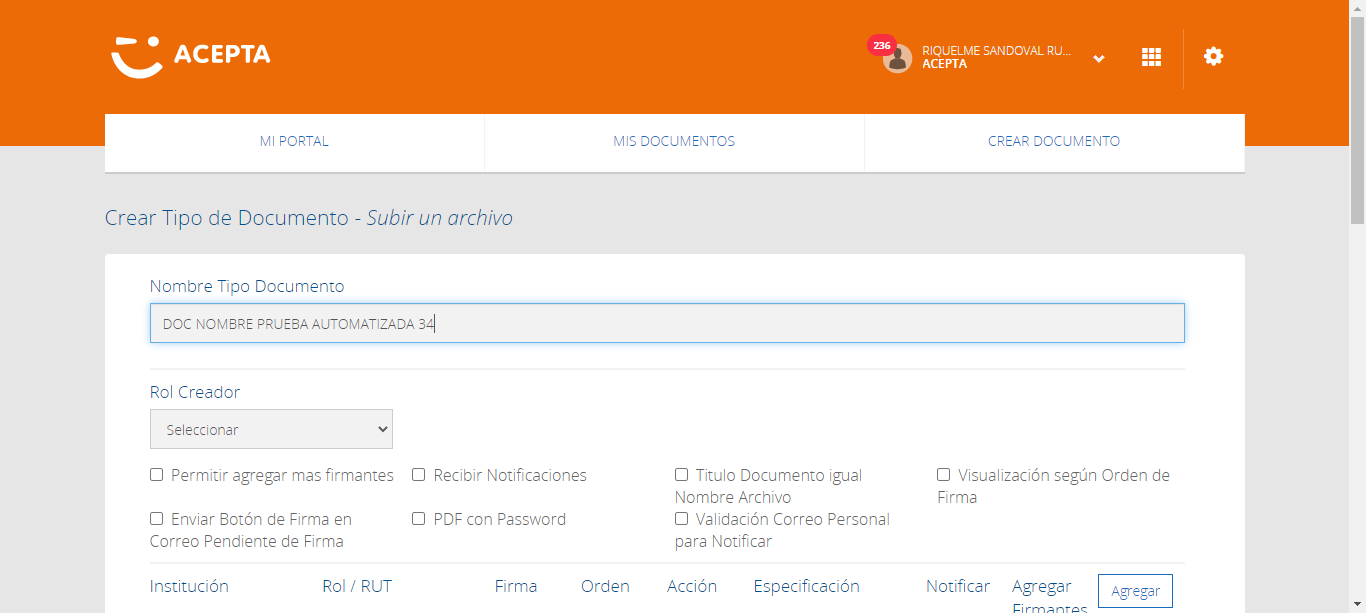 ACEPTA
236
RIQUELME SANDOVAL RU...
ACEPTA
MI PORTAL
MIS DOCUMENTOS
CREAR DOCUMENTO
Crear Tipo de Documento - Subir un archivo
Nombre Tipo Documento
DOC NOMBRE PRUEBA AUTOMATIZADA 34
Rol Creador
Seleccionar
Permitir agregar mas firmantes
Recibir Notificaciones
Titulo Documento igual
Nombre Archivo
Visualización según Orden de
Firma
Enviar Botón de Firma en
Correo Pendiente de Firma
PDF con Password
Validación Correo Personal
para Notificar
Institución
Rol / RUT
Firma
Orden
Acción
Especificación
Notificar
Agregar
Firmantes
Agregar